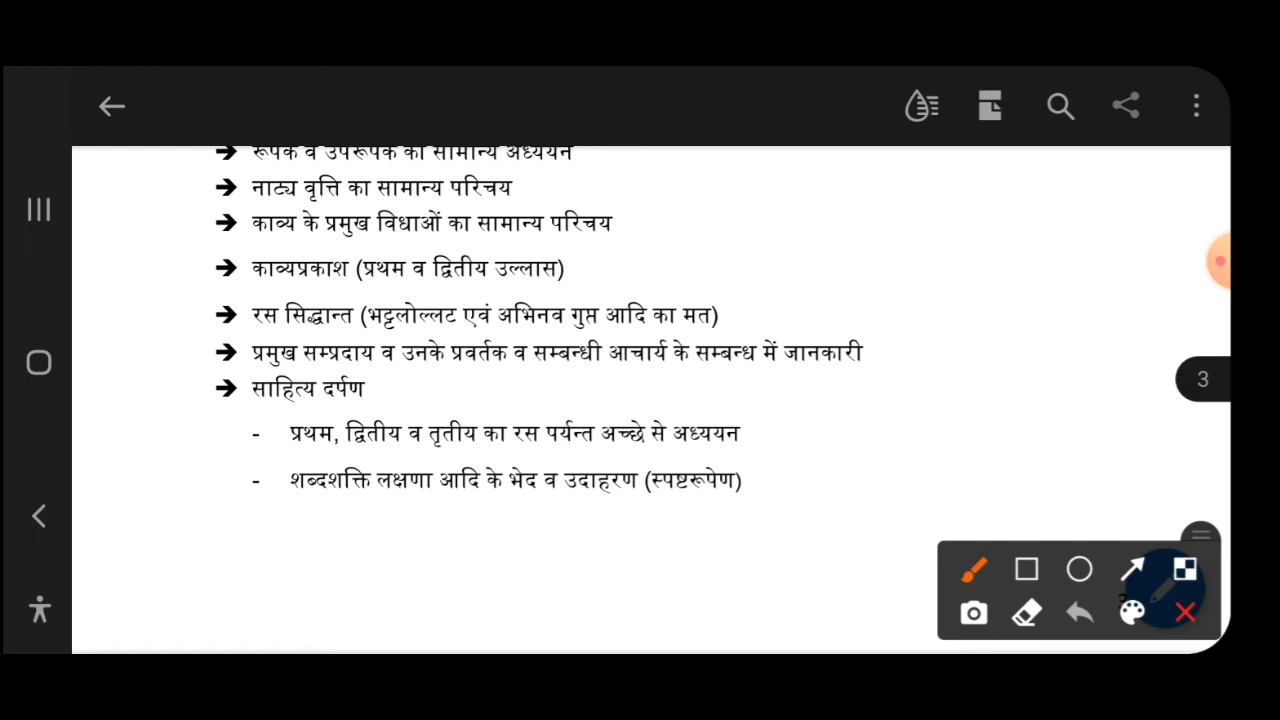 ➔ रूपक व उपरूपक का सामान्य अध्ययन
➔ नाट्य वृत्ति का सामान्य परिचय
➔ काव्य के प्रमुख विधाओं का सामान्य परिचय
➔ काव्यप्रकाश (प्रथम व द्वितीय उल्लास)
➔ रस सिद्धान्त (भट्टलोल्लट एवं अभिनव गुप्त आदि का मत)
➔ प्रमुख सम्प्रदाय व उनके प्रवर्तक व सम्बन्धी आचार्य के सम्बन्ध में जानकारी
3
➔ साहित्य दर्पण
- प्रथम, द्वितीय व तृतीय का रस पर्यन्त अच्छे से अध्ययन
- शब्दशक्ति लक्षणा आदि के भेद व उदाहरण (स्पष्टरूपेण)